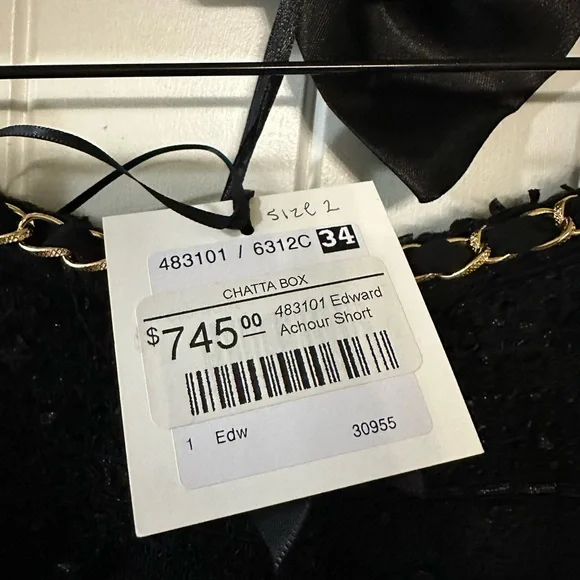 Size 2
483101 / 6312C 34
CHATTA BOX
$745.00 483101 Edward
Achour Short
1 Edw 30955